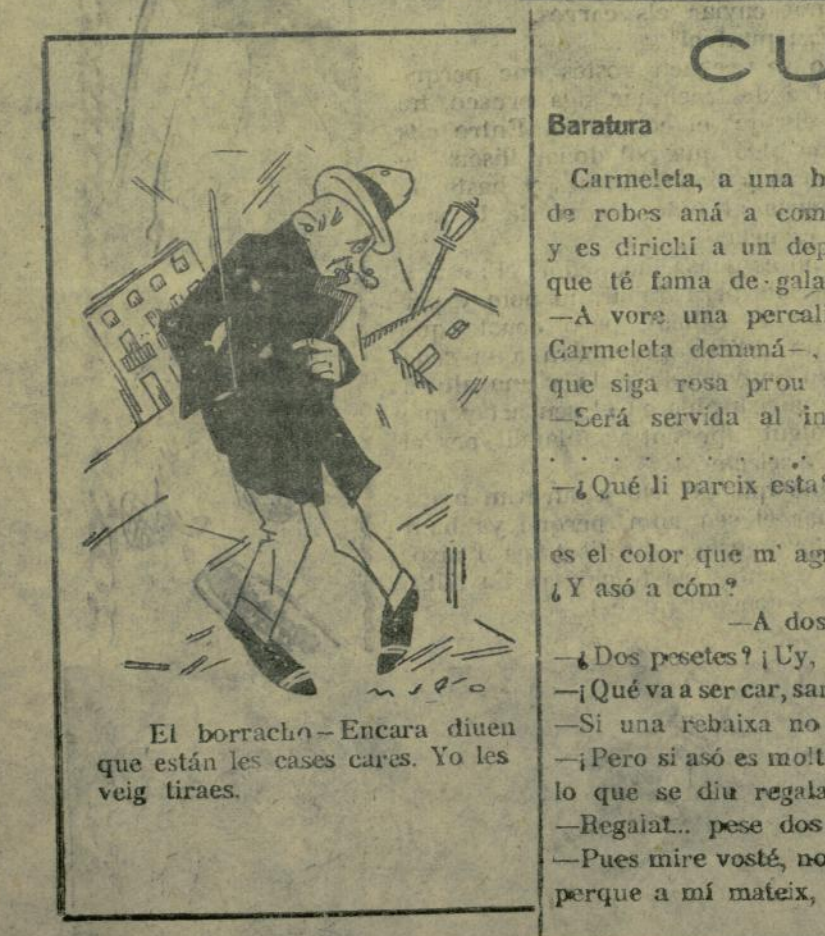 El borracho—Encara diuen
que están les cases cares. Yo les
veig tiraes.
CU
Baratura
Carmeleta, a una b
de robes aná a com
y es dirichí a un dep
que té fama de gala
—A vore una percal
Carmeleta demaná—.
que siga rosa prou
—Será servida al in
. . . . . . . . .
—¿Qué li pareix esta?
es el color que m' agr
¿Y asó a cóm?
—A dos
—¿Dos pesetes? ¡Uy,
—¡Qué va a ser car, san
—Si una rebaixa no
—¡Pero si asó es molt
lo que se diu regala
—Regalat... pese dos
—Pues mire vosté, no
perque a mí mateix,